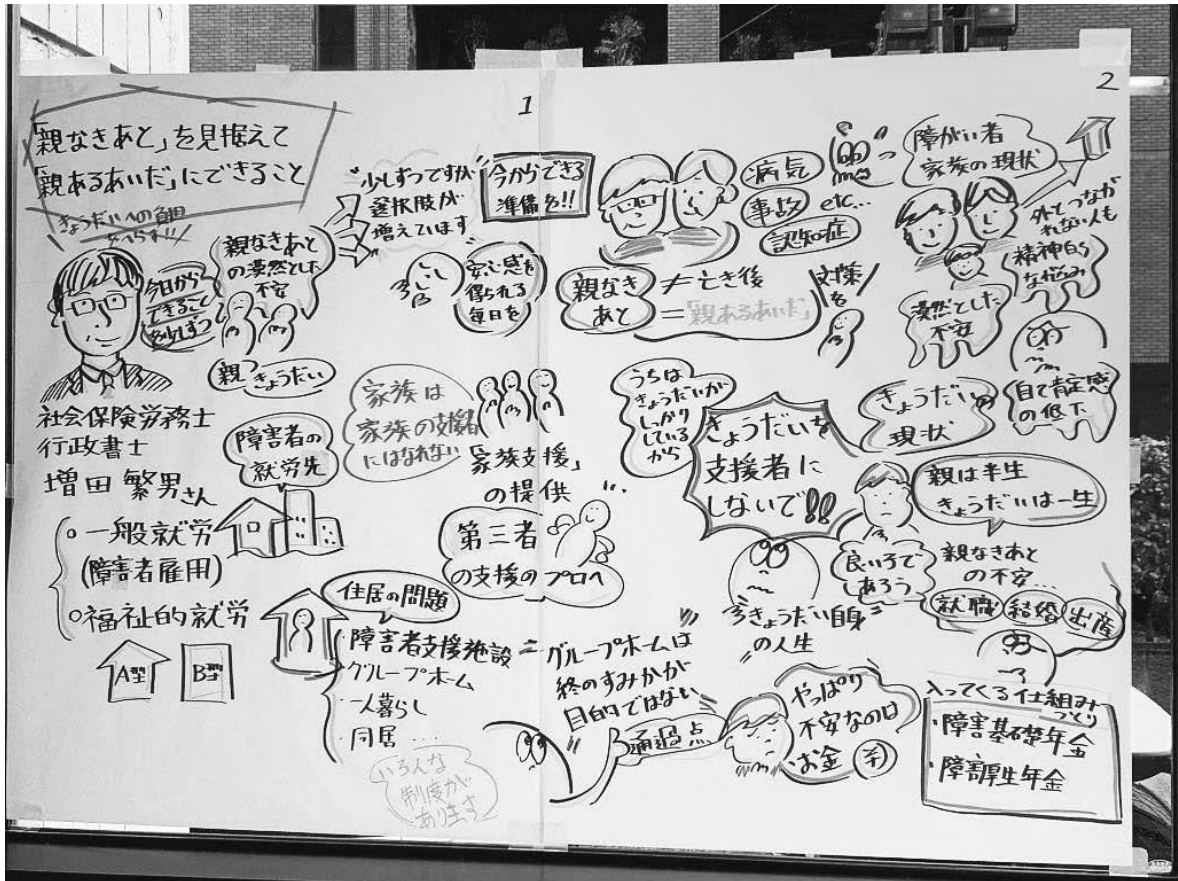 1
「親なきあと」を見据えて
「親あるあいだ」にできること
きょうだいへの負担
今日から
できること
少しずつ
親なきあと
の漠然とした
不安
親
きょうだい
"少しずつですが
選択肢が
増えています
今からできる
準備を!!
安心感を
得られる
毎日を
社会保険労務士
行政書士
増田 繁男さん
障害者の
就労先
○一般就労
(障害者雇用)
○福祉的就労
A型
B型
家族は
家族の支援者
にはなれない
「家族支援」
の提供
第三者
の支援のプロへ
住居の問題
・障害者支援施設
・グループホーム
・一人暮らし
・同居…
いろんな
制度が
あります
グループホームは
終のすみかが
目的ではない
通過点
2
病気
事故 etc…
認知症
親なき
あと
≠亡き後
=「親あるあいだ」
対策を
障がい者
家族の現状
外とつなが
れない人も
精神的
な悩み
漠然とした
不安
うちは
きょうだいが
しっかり
している
から
きょうだいを
支援者に
しないで!!
きょうだいの
現状
自己肯定感
の低下
親は半生
きょうだいは一生
良い子で
あろう
親なきあと
の不安…
就職
結婚
出産
きょうだい自身
の人生
やっぱり
不安なのは
お金
入ってくる仕組み
づくり
・障害基礎年金
・障害厚生年金